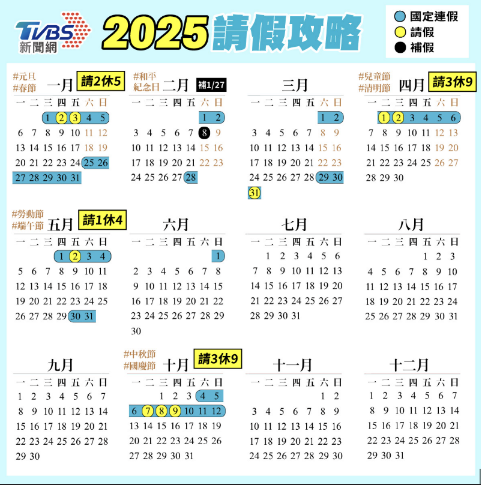 TVBS
新聞網
2025請假攻略
國定連假
請假
補假
#元旦
#春節
一月
請2休5
一 二 三 四 五 六 日
1 2 3 4 5
6 7 8 9 10 11 12
13 14 15 16 17 18 19
20 21 22 23 24 25 26
27 28 29 30 31
#和平
紀念日
二月
補1/27
一 二 三 四 五 六 日
1 2
3 4 5 6 7 8 9
10 11 12 13 14 15 16
17 18 19 20 21 22 23
24 25 26 27 28
三月
一 二 三 四 五 六 日
1 2
3 4 5 6 7 8 9
10 11 12 13 14 15 16
17 18 19 20 21 22 23
24 25 26 27 28 29 30
31
#兒童節
#清明節
四月
請3休9
一 二 三 四 五 六 日
1 2 3 4 5 6
7 8 9 10 11 12 13
14 15 16 17 18 19 20
21 22 23 24 25 26 27
28 29 30
#勞動節
#端午節
五月
請1休4
一 二 三 四 五 六 日
1 2 3 4
5 6 7 8 9 10 11
12 13 14 15 16 17 18
19 20 21 22 23 24 25
26 27 28 29 30 31
六月
一 二 三 四 五 六 日
1
2 3 4 5 6 7 8
9 10 11 12 13 14 15
16 17 18 19 20 21 22
23 24 25 26 27 28 29
30
七月
一 二 三 四 五 六 日
1 2 3 4 5 6
7 8 9 10 11 12 13
14 15 16 17 18 19 20
21 22 23 24 25 26 27
28 29 30 31
八月
一 二 三 四 五 六 日
1 2 3
4 5 6 7 8 9 10
11 12 13 14 15 16 17
18 19 20 21 22 23 24
25 26 27 28 29 30 31
九月
一 二 三 四 五 六 日
1 2 3 4 5 6 7
8 9 10 11 12 13 14
15 16 17 18 19 20 21
22 23 24 25 26 27 28
29 30
#中秋節
#國慶節
十月
請3休9
一 二 三 四 五 六 日
1 2 3 4 5
6 7 8 9 10 11 12
13 14 15 16 17 18 19
20 21 22 23 24 25 26
27 28 29 30 31
十一月
一 二 三 四 五 六 日
1 2
3 4 5 6 7 8 9
10 11 12 13 14 15 16
17 18 19 20 21 22 23
24 25 26 27 28 29 30
十二月
一 二 三 四 五 六 日
1 2 3 4 5 6 7
8 9 10 11 12 13 14
15 16 17 18 19 20 21
22 23 24 25 26 27 28
29 30 31